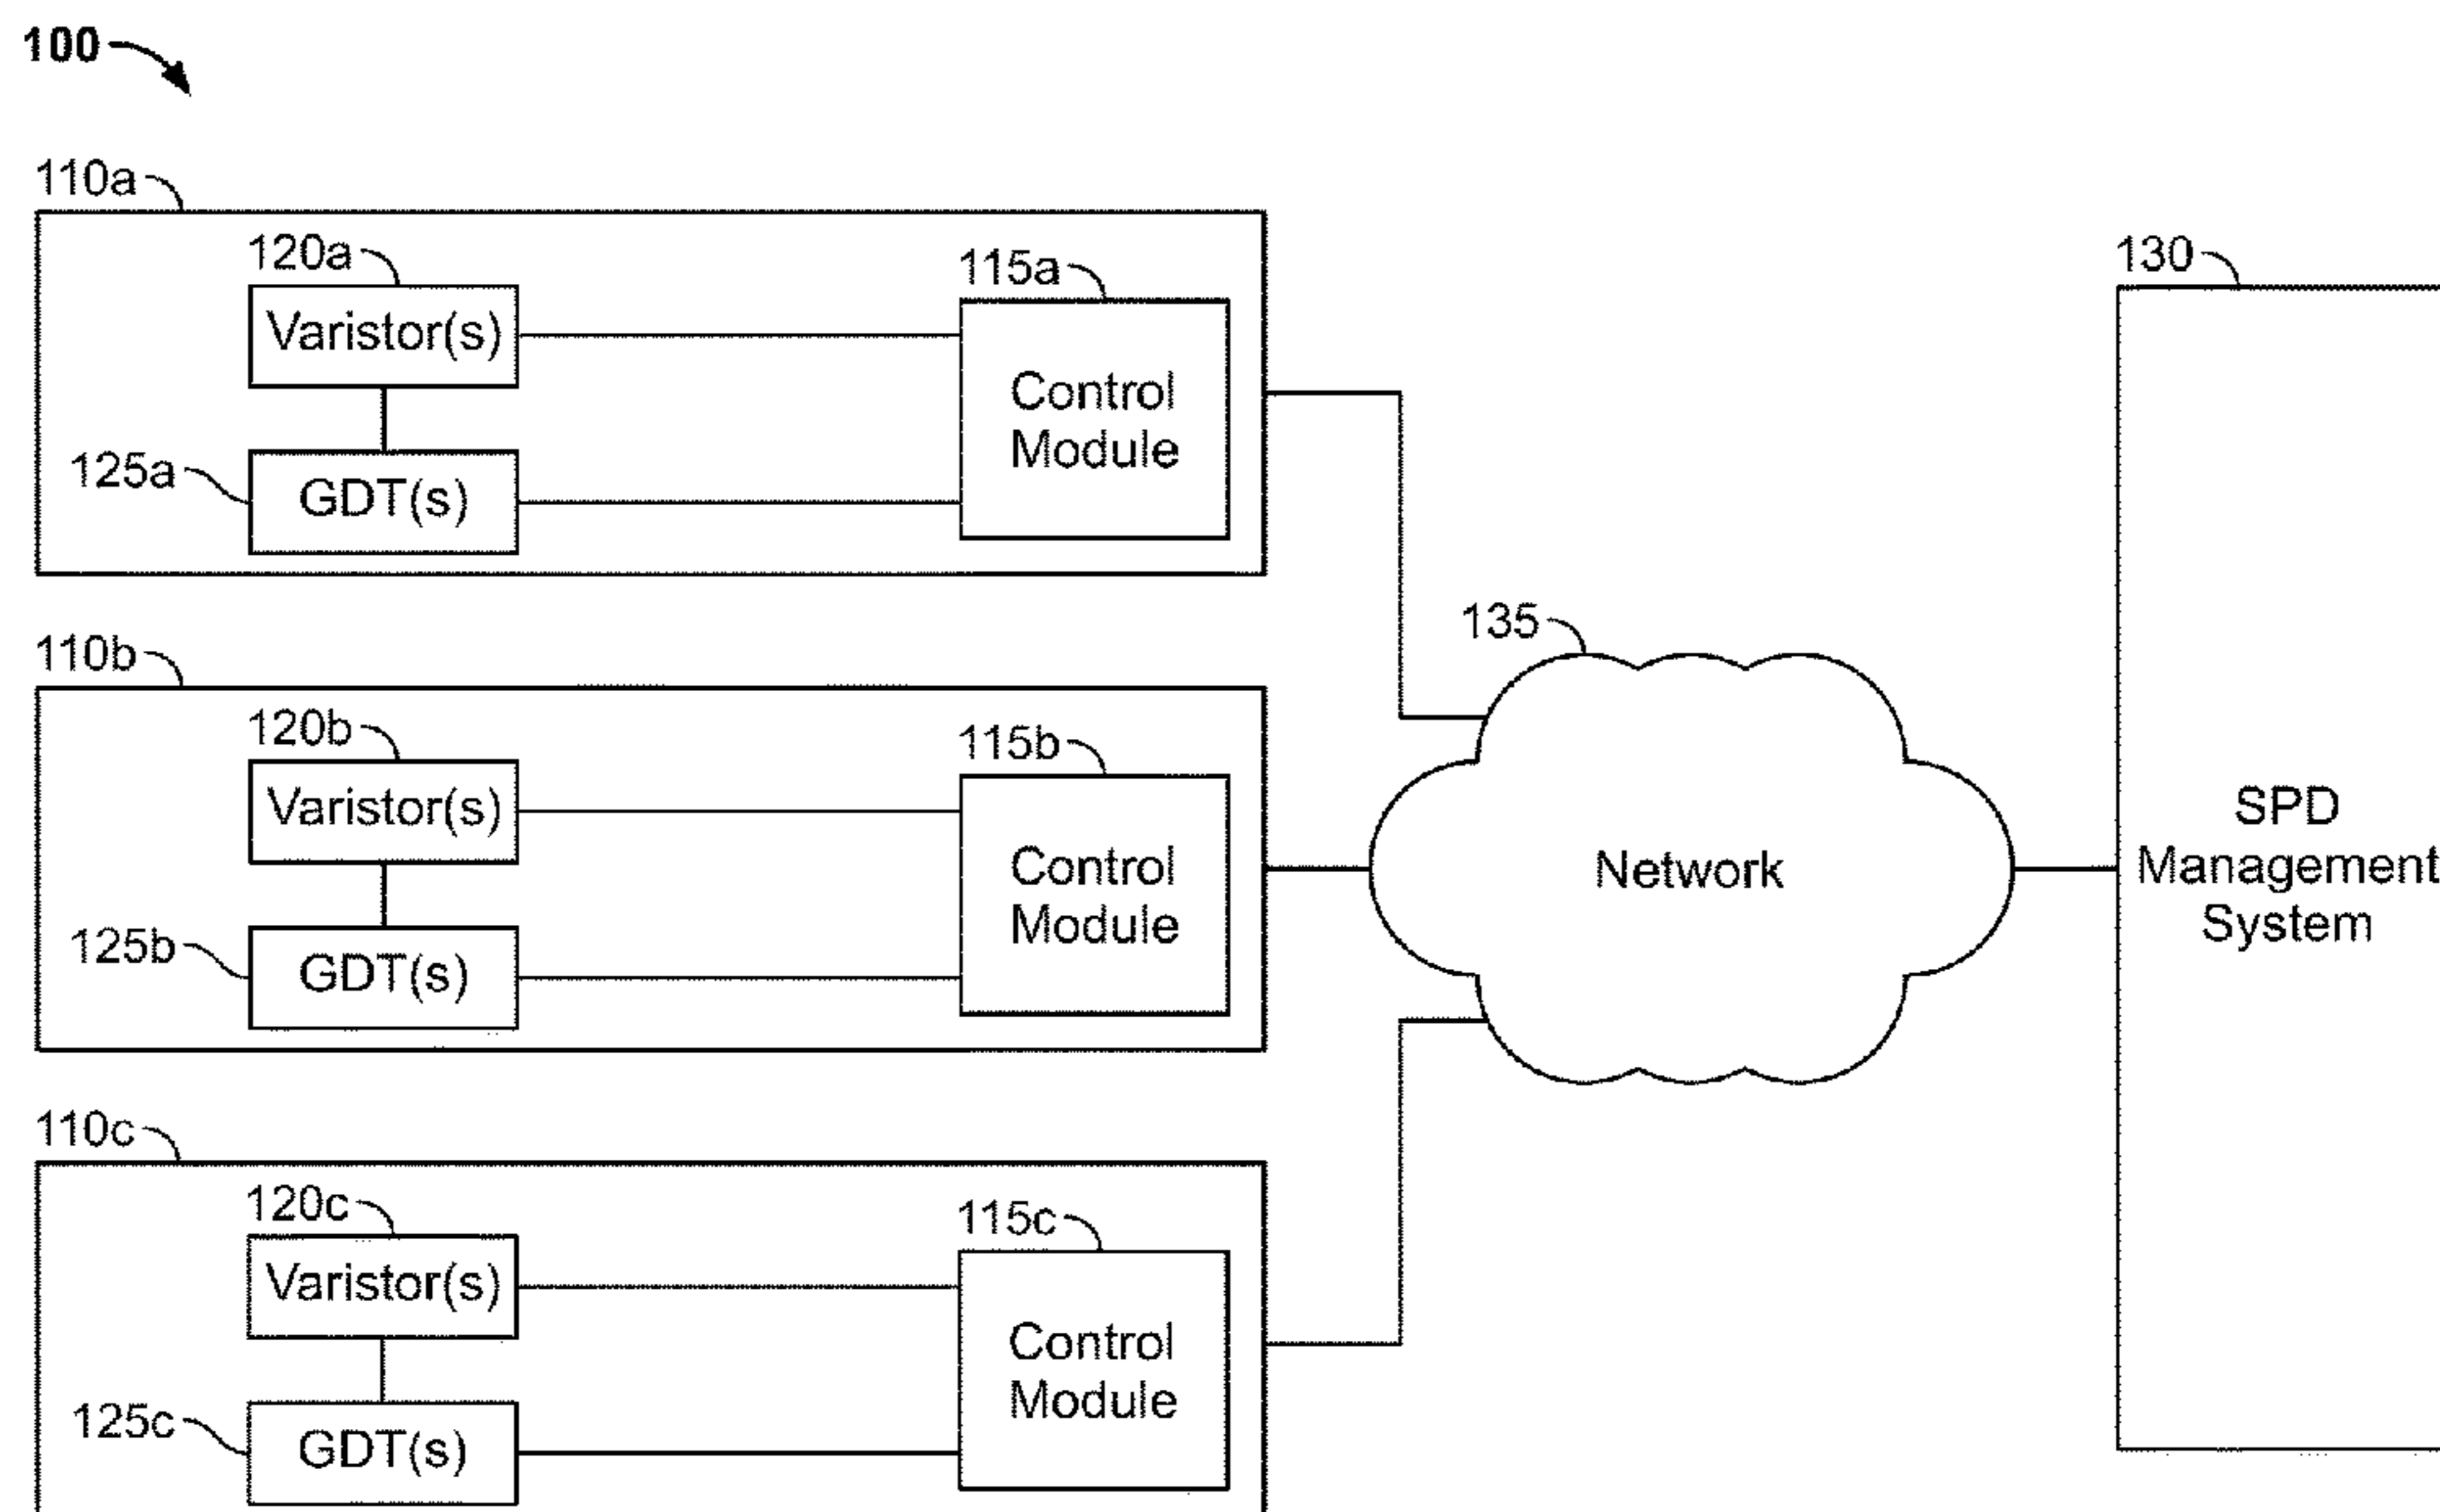 100
110a
120a
115a
130
Varistor(s)
Control
Module
125a
GDT(s)
135
110b
120b
115b
Varistor(s)
Control
Module
125b
GDT(s)
Network
SPD
Management
System
110c
120c
115c
Varistor(s)
Control
Module
125c
GDT(s)